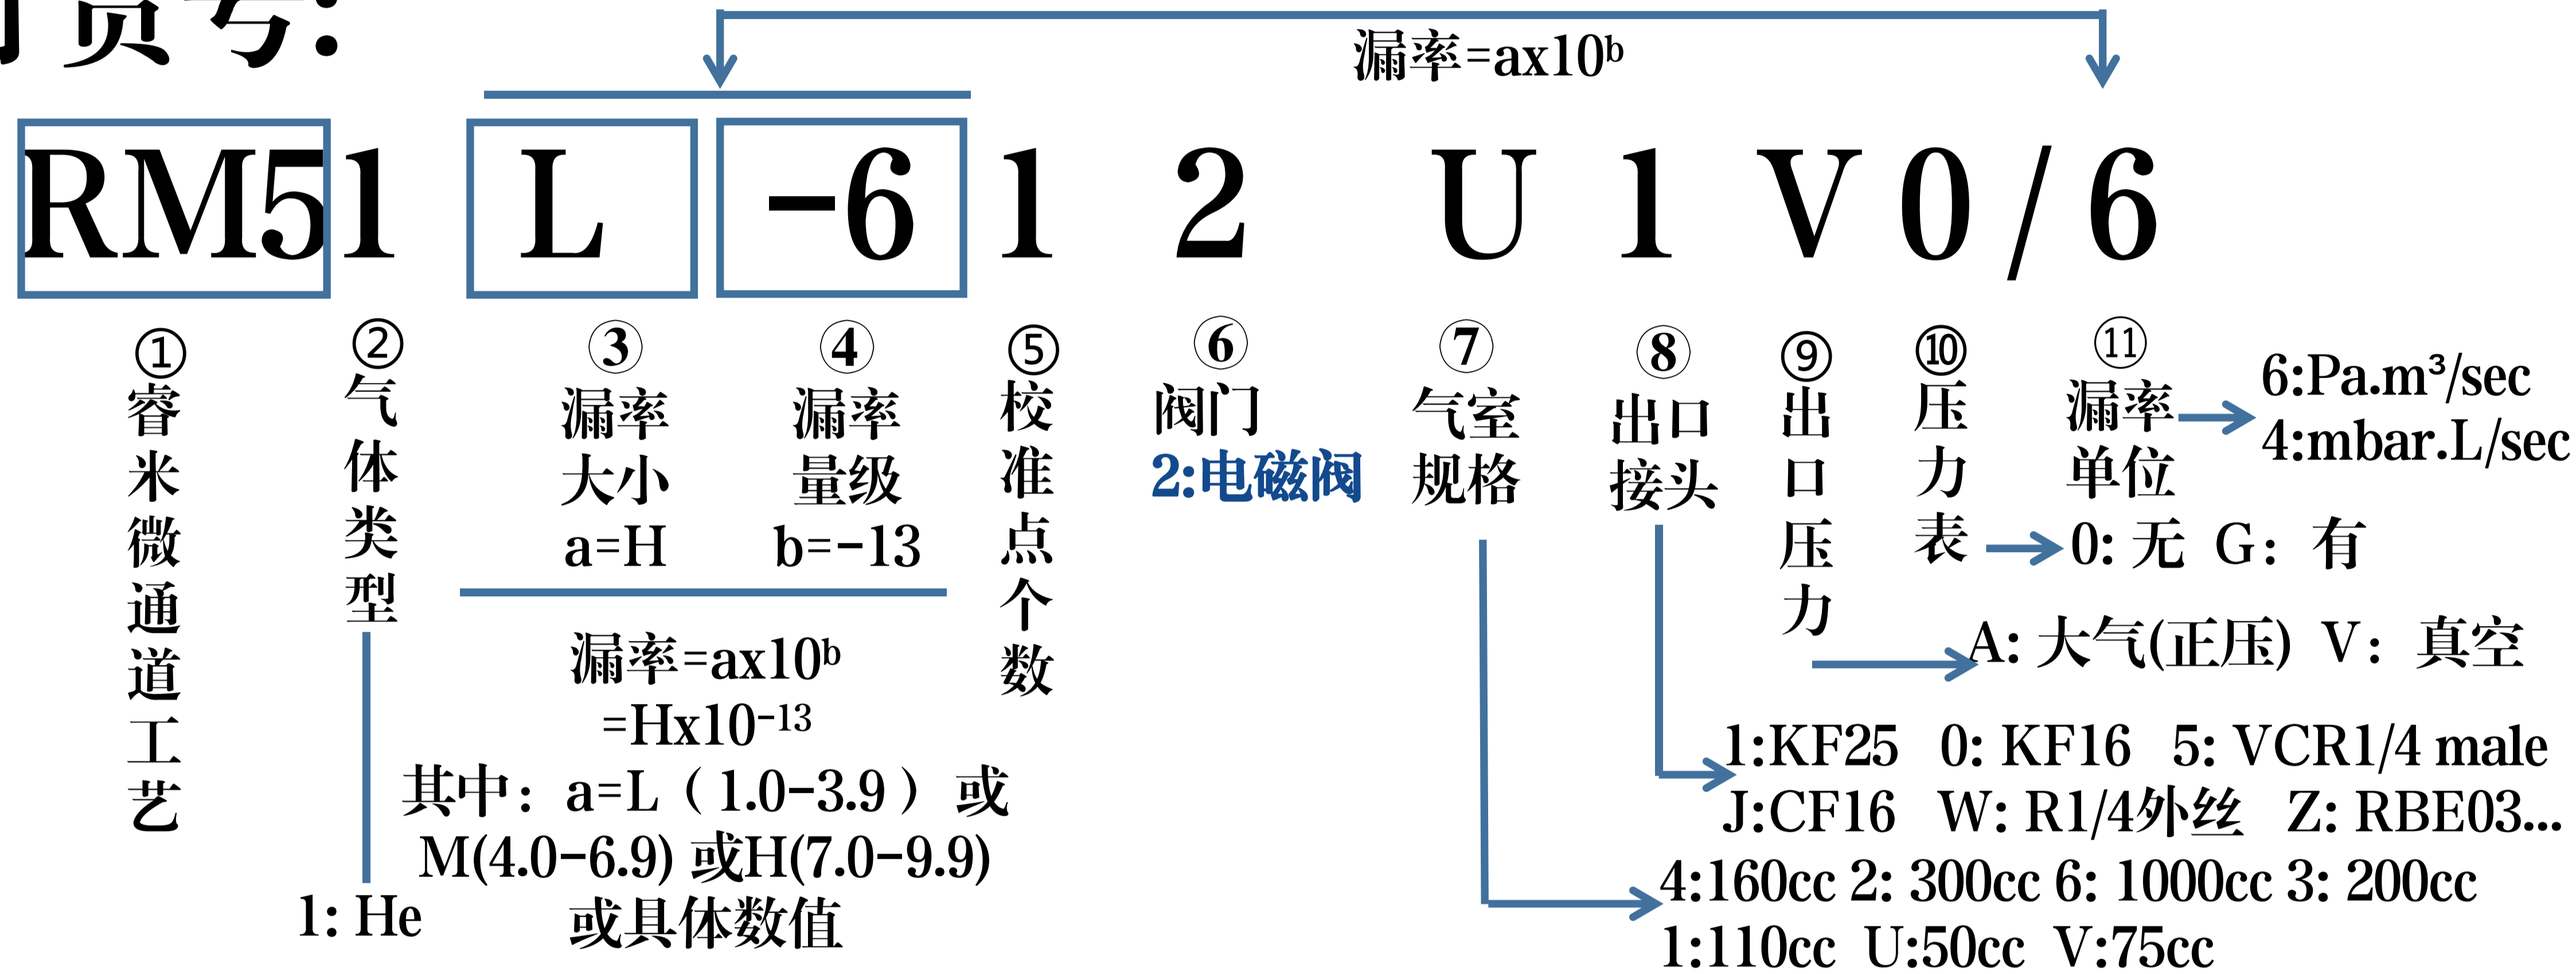 货号:
漏率=ax10ᵇ
RM51 L -6 1 2 U 1 V 0 / 6
① ② ③ ④ ⑤ ⑥ ⑦ ⑧ ⑨ ⑩ ⑪
睿米微通道工艺
气体类型
1: He
漏率
大小
a=H
漏率
量级
b=-13
漏率=ax10ᵇ
=Hx10⁻¹³
其中：a=L（1.0-3.9）或
M(4.0-6.9) 或H(7.0-9.9)
或具体数值
校准点个数
阀门
2:电磁阀
气室
规格
4:160cc 2: 300cc 6: 1000cc 3: 200cc
1:110cc U:50cc V:75cc
出口
接头
1:KF25 0: KF16 5: VCR1/4 male
J:CF16 W: R1/4外丝 Z: RBE03...
出口压力
A: 大气(正压) V：真空
压力表
0: 无 G：有
漏率
单位
6:Pa.m³/sec
4:mbar.L/sec